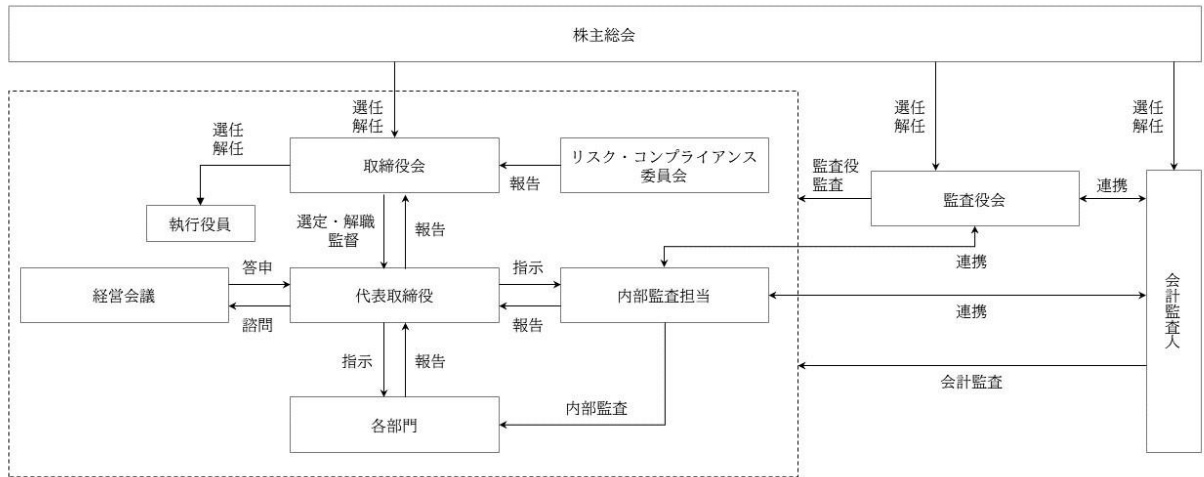 株主総会
選任
解任
選任
解任
選任
解任
選任
解任
取締役会
報告
リスク・コンプライアンス
委員会
監査役
監査
監査役会
連携
執行役員
選定・解職
監督
報告
連携
経営会議
答申
諮問
代表取締役
指示
報告
内部監査担当
連携
会計監査人
指示
報告
会計監査
各部門
内部監査